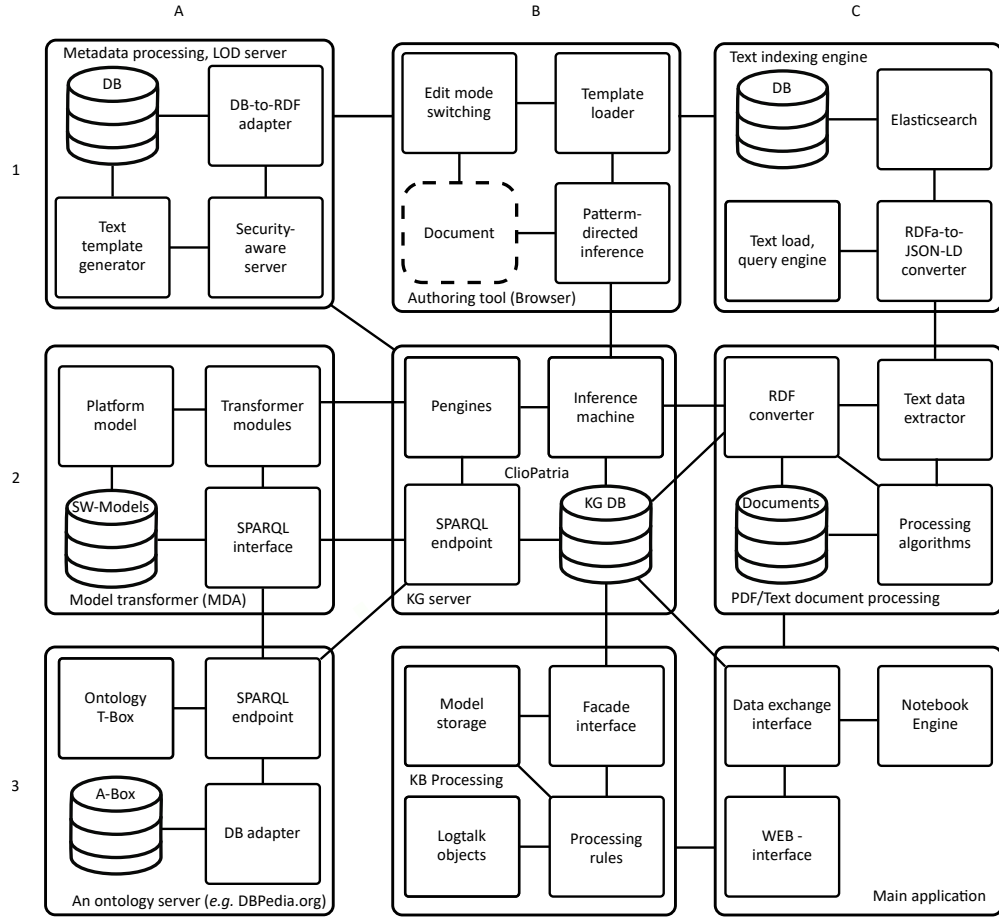 A
B
C
1
Metadata processing, LOD server
DB
DB-to-RDF
adapter
Text
template
generator
Security-
aware
server
Edit mode
switching
Template
loader
Document
Patterm-
directed
inference
Authoring tool (Browser)
Text indexing engine
DB
Elasticsearch
Text load,
query engine
RDFa-to-
JSON-LD
converter
2
Platform
model
Transformer
modules
SW-Models
SPARQL
interface
Model transformer (MDA)
Pengines
Inference
machine
ClioPatria
SPARQL
endpoint
KG DB
KG server
RDF
converter
Text data
extractor
Documents
Processing
algorithms
PDF/Text document processing
3
Ontology
T-Box
SPARQL
endpoint
A-Box
DB adapter
An ontology server (e.g. DBPedia.org)
Model
storage
Facade
interface
KB Processing
Logtalk
objects
Processing
rules
Data exchange
interface
Notebook
Engine
WEB -
interface
Main application